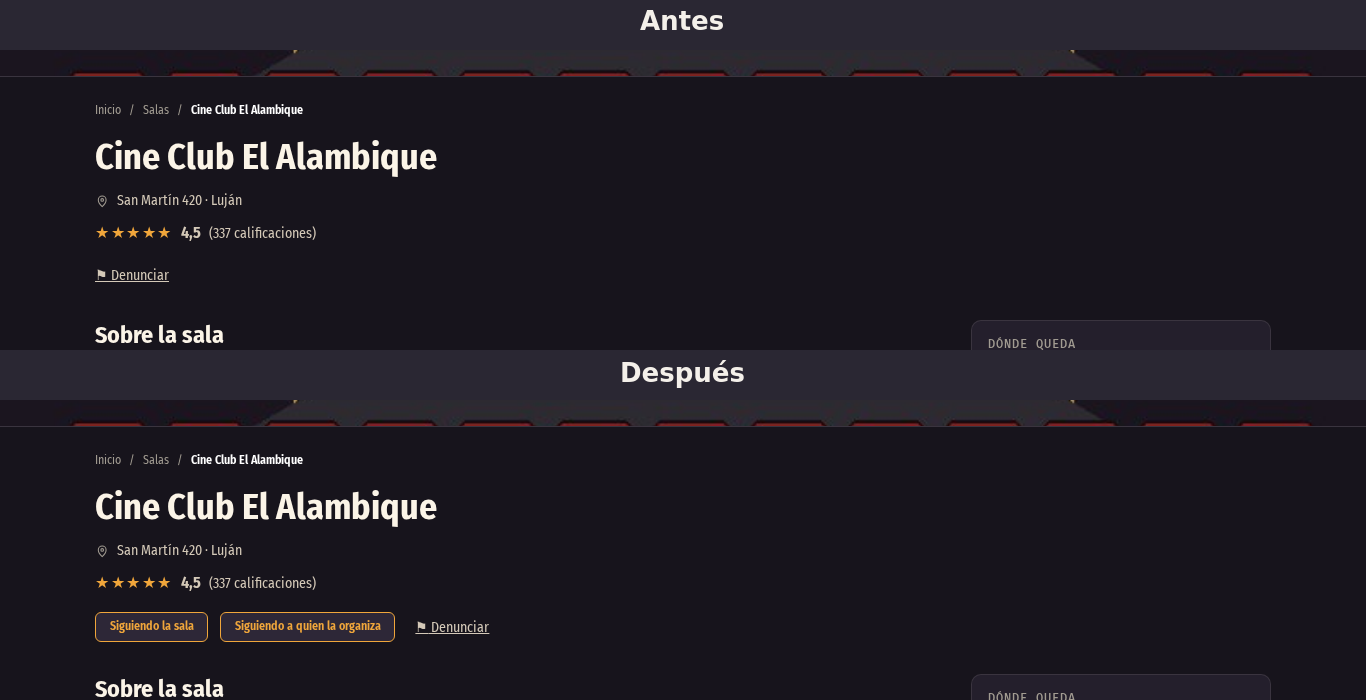 Antes
Inicio / Salas / Cine Club El Alambique
Cine Club El Alambique
San Martín 420 · Luján
★★★★★ 4,5 (337 calificaciones)
⚑ Denunciar
Sobre la sala
DÓNDE QUEDA
Después
Inicio / Salas / Cine Club El Alambique
Cine Club El Alambique
San Martín 420 · Luján
★★★★★ 4,5 (337 calificaciones)
Siguiendo la sala Siguiendo a quien la organiza ⚑ Denunciar
Sobre la sala
DÓNDE QUEDA